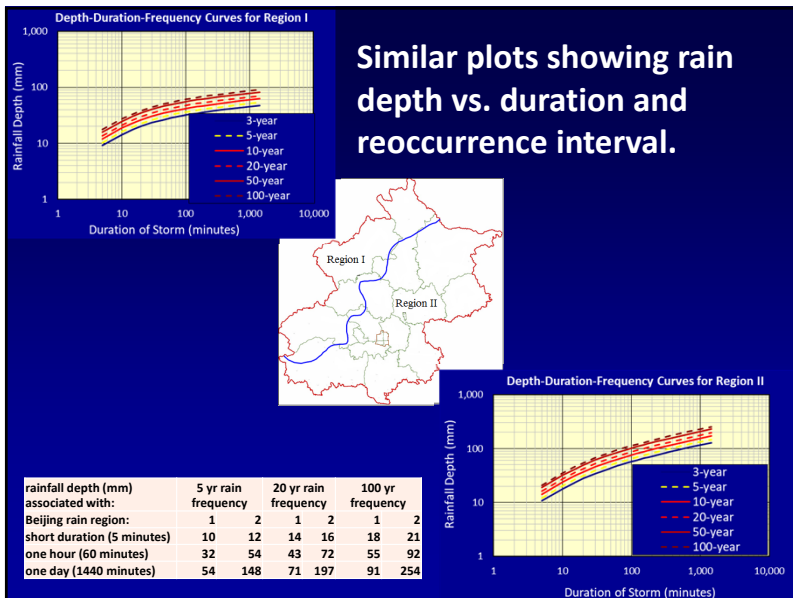 Depth-Duration-Frequency Curves for Region I
Rainfall Depth (mm)
1,000
100
10
1
3-year
5-year
10-year
20-year
50-year
100-year
1 10 100 1,000 10,000
Duration of Storm (minutes)
Similar plots showing rain
depth vs. duration and
reoccurrence interval.
Region I
Region II
Depth-Duration-Frequency Curves for Region II
Rainfall Depth (mm)
1,000
100
10
1
3-year
5-year
10-year
20-year
50-year
100-year
1 10 100 1,000 10,000
Duration of Storm (minutes)
rainfall depth (mm) 5 yr rain 20 yr rain 100 yr
associated with: frequency frequency frequency
Beijing rain region: 1 2 1 2 1 2
short duration (5 minutes) 10 12 14 16 18 21
one hour (60 minutes) 32 54 43 72 55 92
one day (1440 minutes) 54 148 71 197 91 254